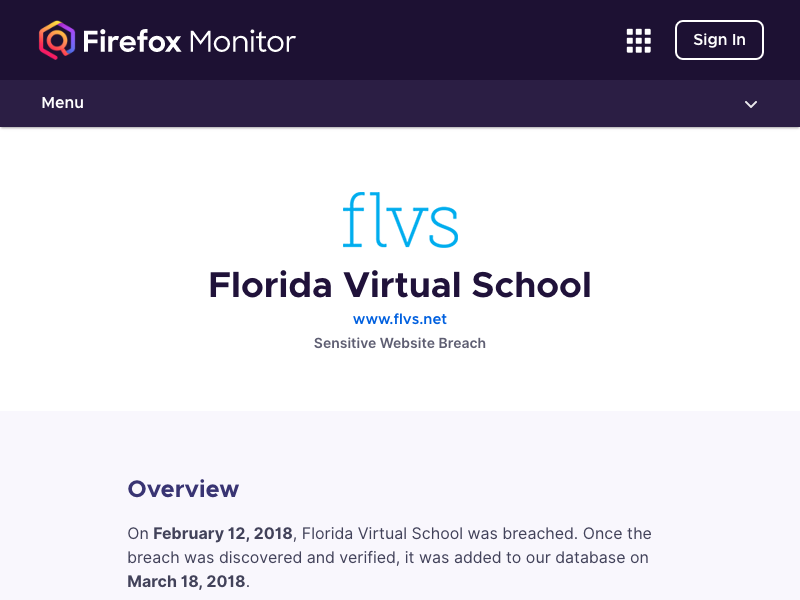 Firefox Monitor
Sign In
Menu
flvs
Florida Virtual School
www.flvs.net
Sensitive Website Breach
Overview
On February 12, 2018, Florida Virtual School was breached. Once the
breach was discovered and verified, it was added to our database on
March 18, 2018.